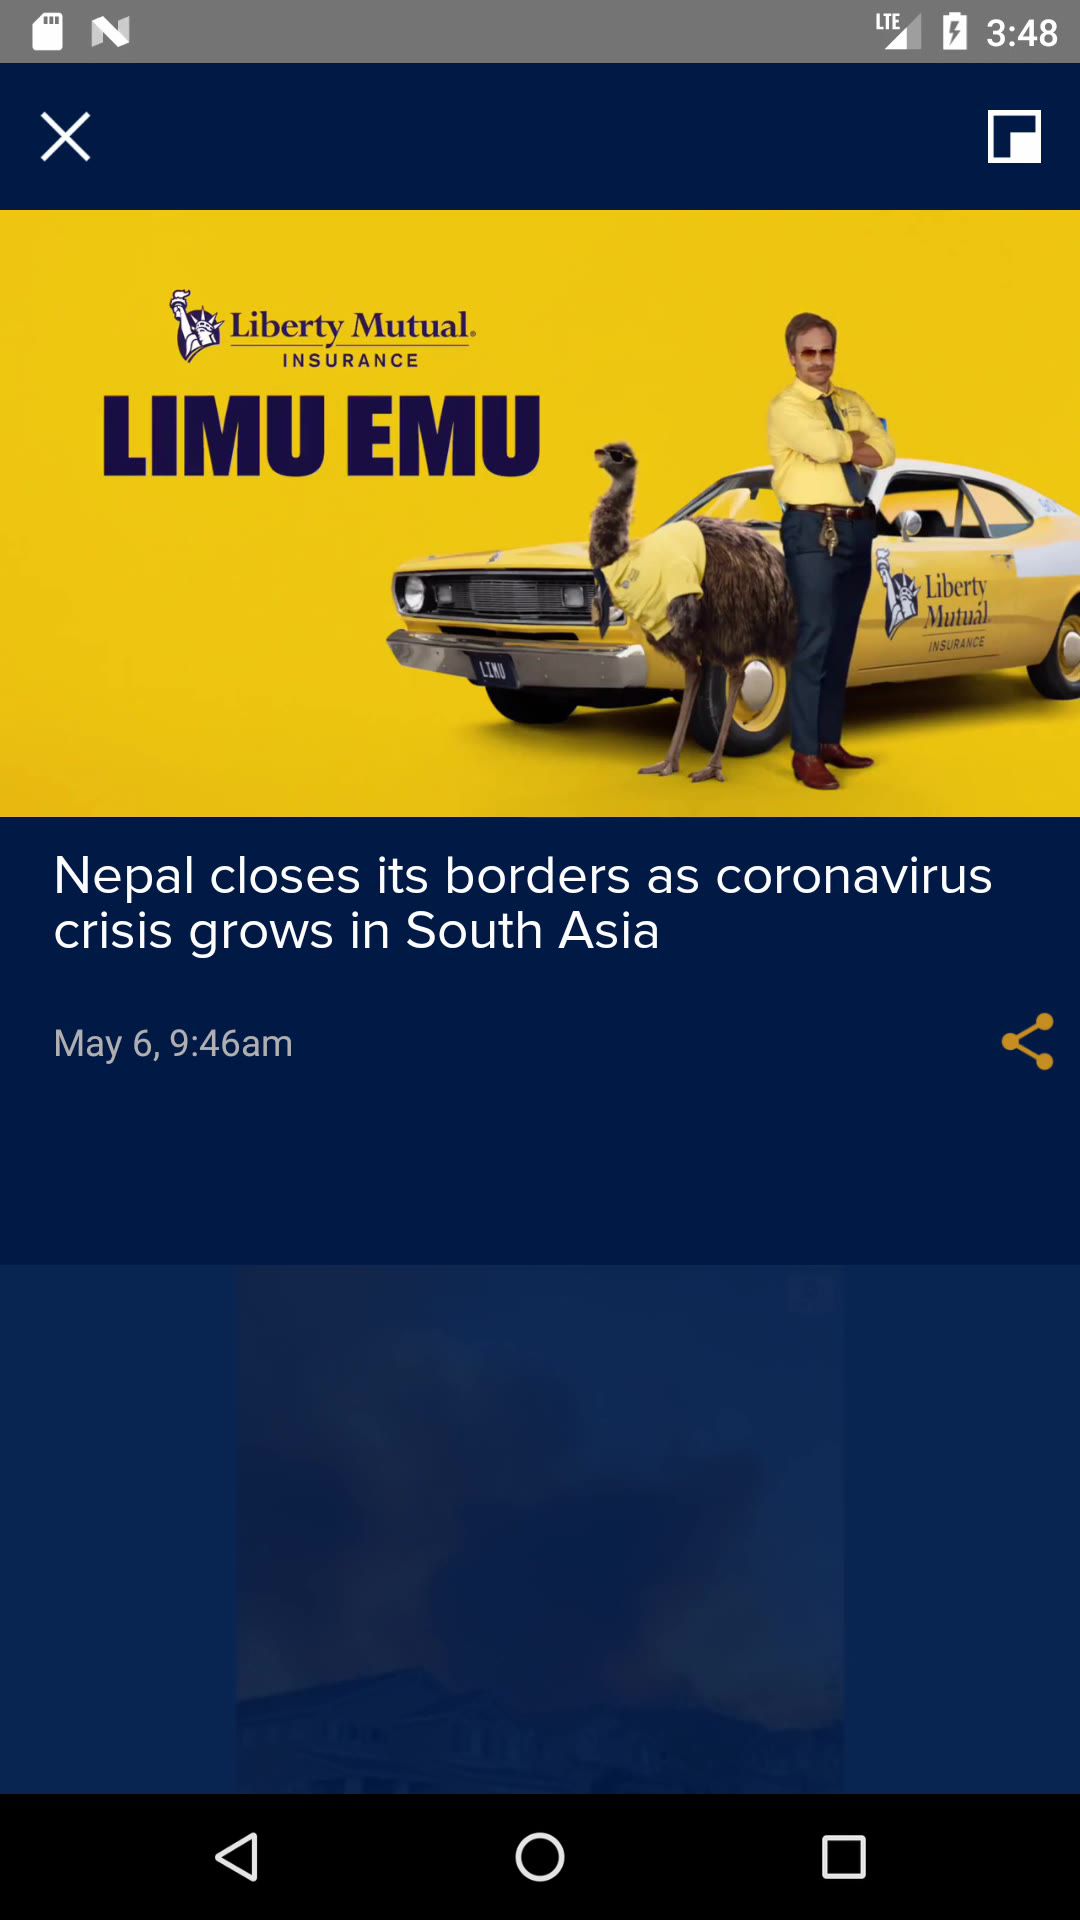 LTE 3:48
Liberty Mutual.
INSURANCE
LIMU EMU
Liberty
Mutual.
INSURANCE
LIMU
Nepal closes its borders as coronavirus
crisis grows in South Asia
May 6, 9:46am